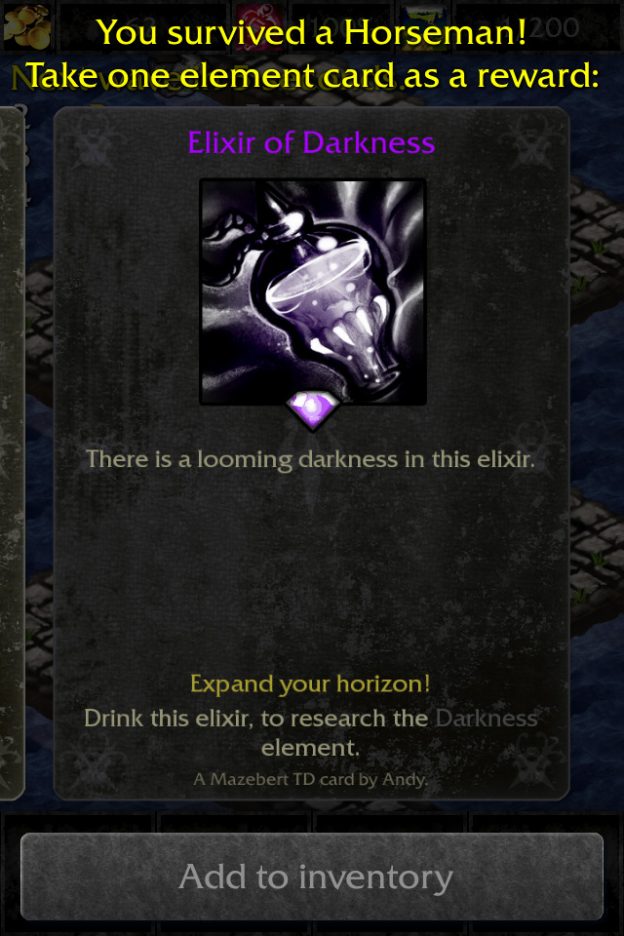 You survived a Horseman!
Take one element card as a reward:
Elixir of Darkness
There is a looming darkness in this elixir.
Expand your horizon!
Drink this elixir, to research the Darkness
element.
A Mazebert TD card by Andy.
Add to inventory